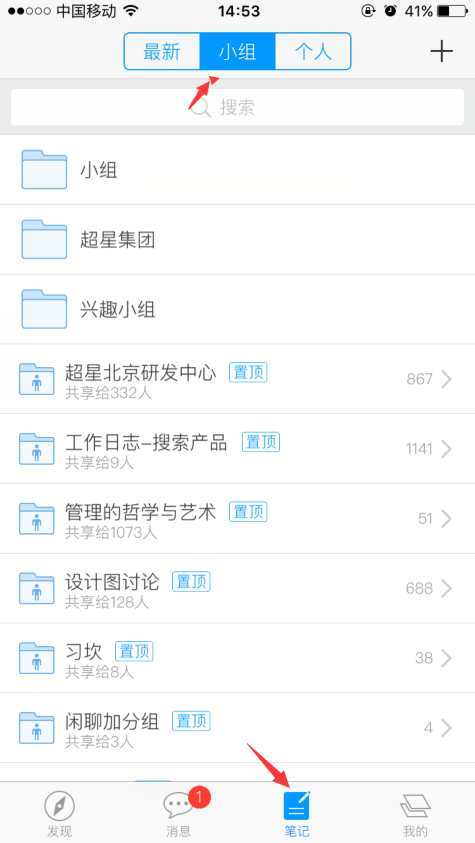 中国移动 14:53 41%
最新 小组 个人
搜索
小组
超星集团
兴趣小组
超星北京研发中心 置顶 867
共享给332人
工作日志-搜索产品 置顶 1141
共享给9人
管理的哲学与艺术 置顶 51
共享给1073人
设计图讨论 置顶 688
共享给128人
习坎 置顶 38
共享给8人
闲聊加分组 置顶 4
共享给3人
1
发现 消息 笔记 我的